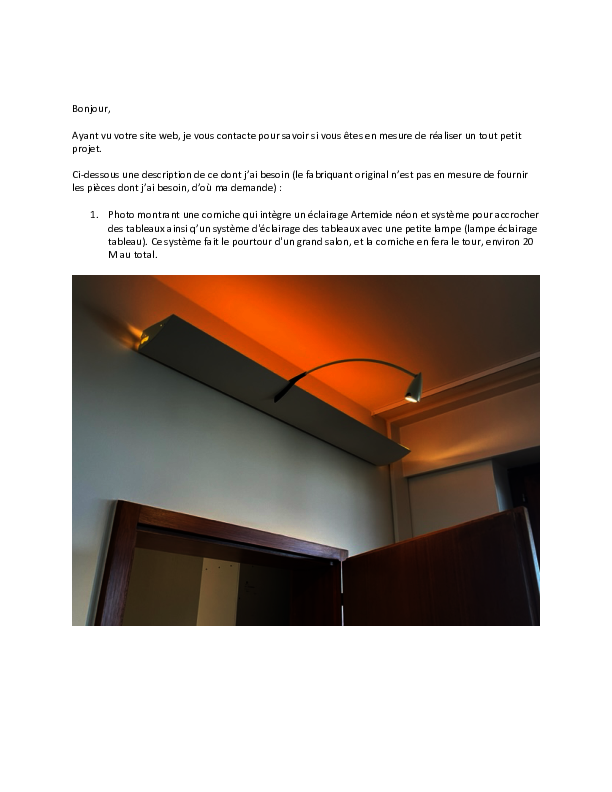 Bonjour,
Ayant vu votre site web, je vous contacte pour savoir si vous êtes en mesure de réaliser un tout petit
projet.
Ci-dessous une description de ce dont j’ai besoin (le fabriquant original n’est pas en mesure de fournir
les pièces dont j’ai besoin, d’où ma demande) :
1. Photo montrant une corniche qui intègre un éclairage Artemide néon et système pour accrocher
des tableaux ainsi q’un système d’éclairage des tableaux avec une petite lampe (lampe éclairage
tableau). Ce système fait le pourtour d’un grand salon, et la corniche en fera le tour, environ 20
M au total.